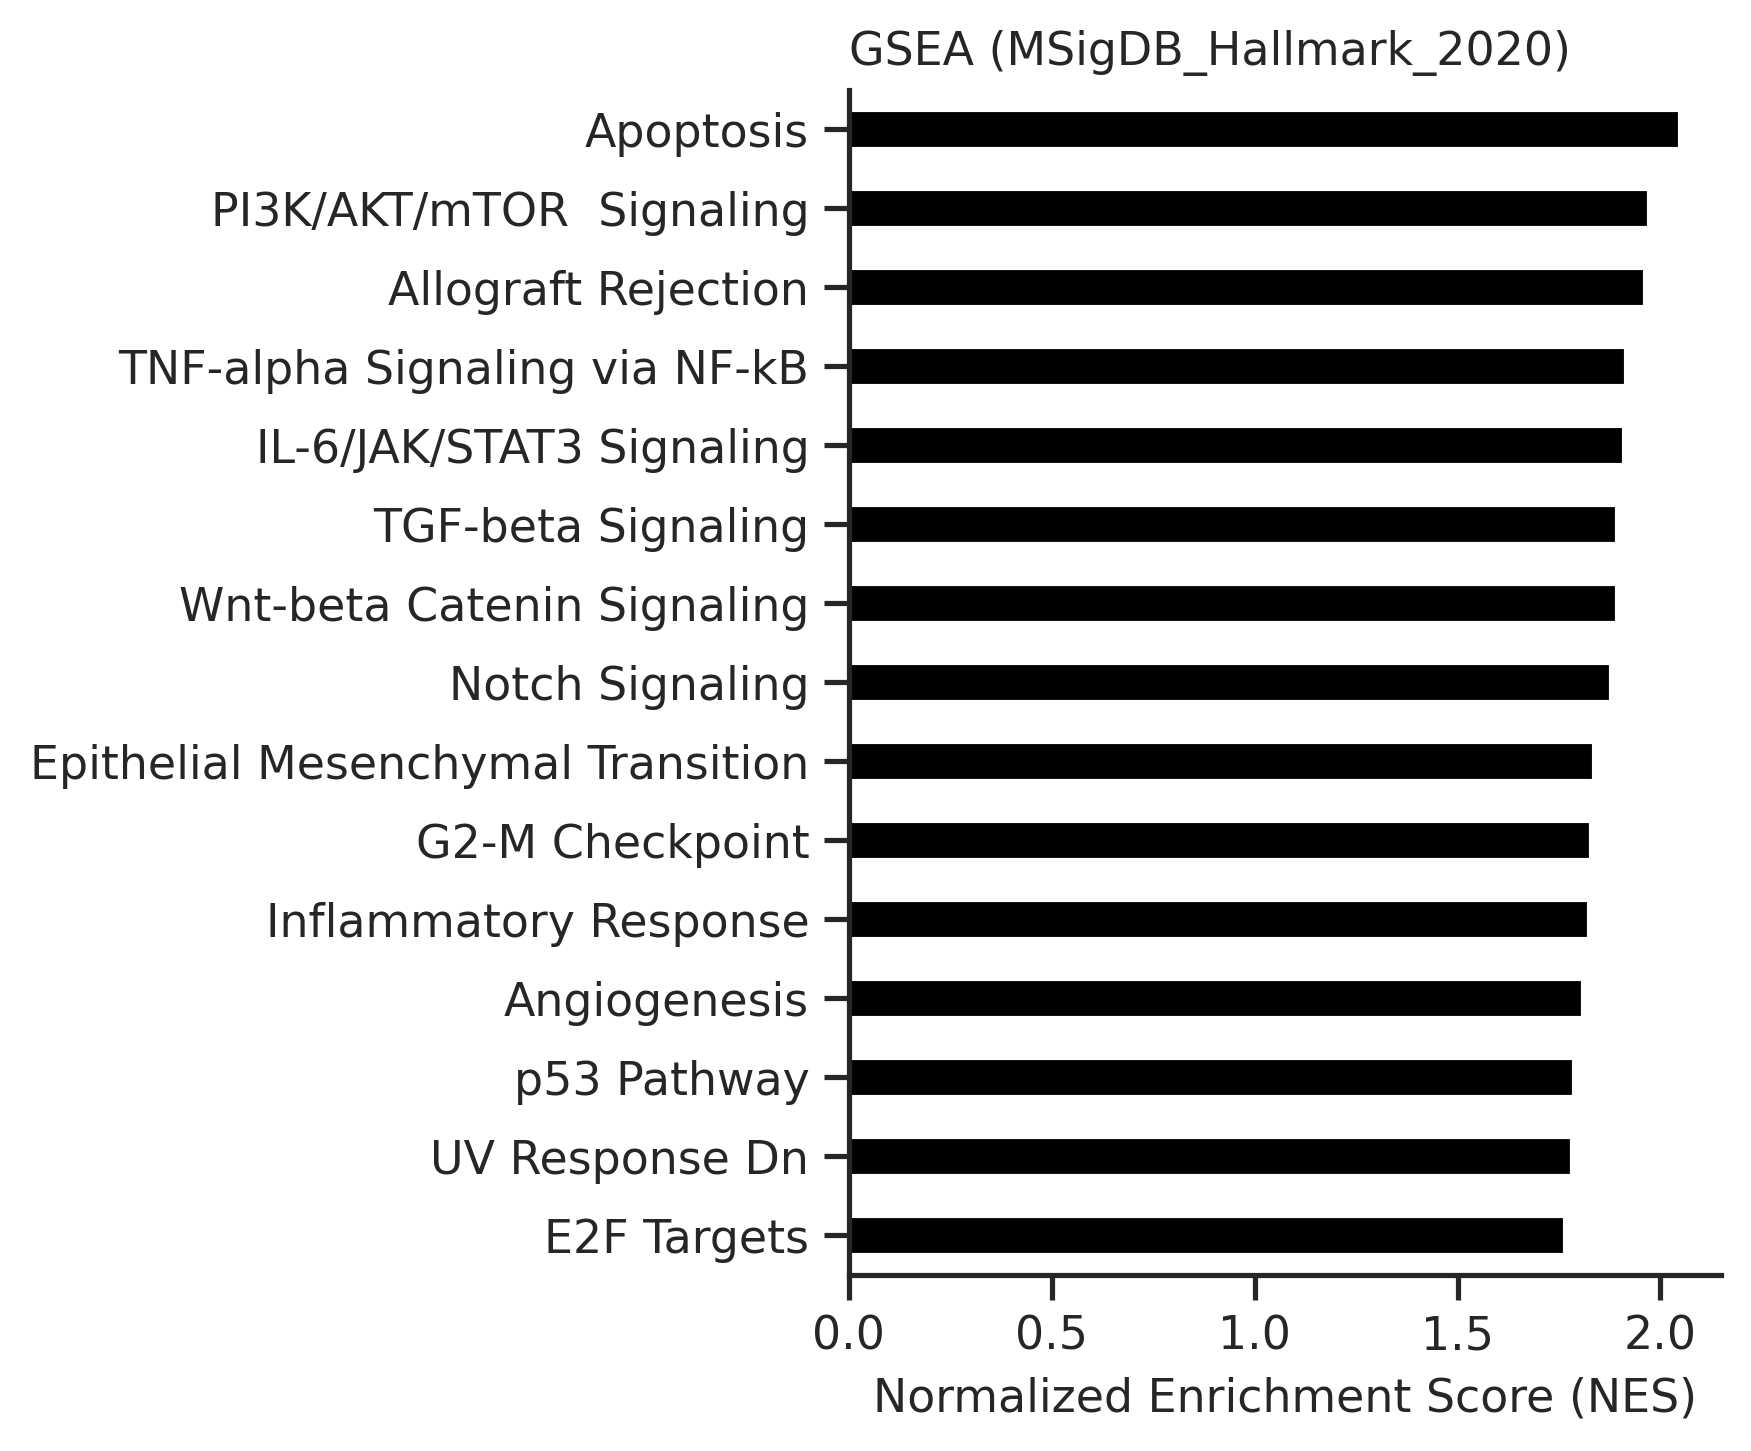 GSEA (MSigDB_Hallmark_2020)
Apoptosis
PI3K/AKT/mTOR  Signaling
Allograft Rejection
TNF-alpha Signaling via NF-kB
IL-6/JAK/STAT3 Signaling
TGF-beta Signaling
Wnt-beta Catenin Signaling
Notch Signaling
Epithelial Mesenchymal Transition
G2-M Checkpoint
Inflammatory Response
Angiogenesis
p53 Pathway
UV Response Dn
E2F Targets
0.0 0.5 1.0 1.5 2.0
Normalized Enrichment Score (NES)